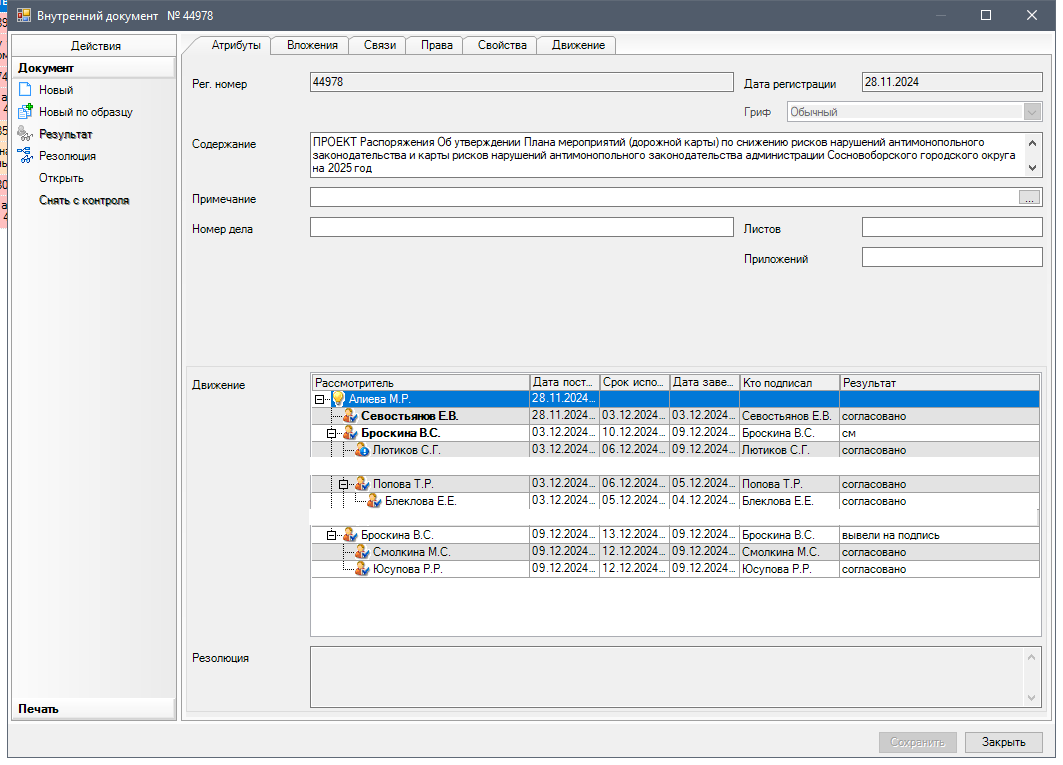 Внутренний документ № 44978
Действия
Документ
Новый
Новый по образцу
Результат
Резолюция
Открыть
Снять с контроля
Печать
Атрибуты Вложения Связи Права Свойства Движение
Рег. номер 44978 Дата регистрации 28.11.2024
Гриф Обычный
Содержание ПРОЕКТ Распоряжения Об утверждении Плана мероприятий (дорожной карты) по снижению рисков нарушений антимонопольного
законодательства и карты рисков нарушений антимонопольного законодательства администрации Сосновоборского городского округа
на 2025 год
Примечание ...
Номер дела Листов
Приложений
Движение
Рассмотритель Дата пост... Срок испо... Дата заве... Кто подписал Результат
Алиева М.Р. 28.11.2024...
Севостьянов Е.В. 28.11.2024... 03.12.2024... 03.12.2024... Севостьянов Е.В. согласовано
Броскина В.С. 03.12.2024... 10.12.2024... 09.12.2024... Броскина В.С. см
Лютиков С.Г. 03.12.2024... 06.12.2024... 09.12.2024... Лютиков С.Г. согласовано
Попова Т.Р. 03.12.2024... 06.12.2024... 05.12.2024... Попова Т.Р. согласовано
Блеклова Е.Е. 03.12.2024... 05.12.2024... 04.12.2024... Блеклова Е.Е. согласовано
Броскина В.С. 09.12.2024... 13.12.2024... 09.12.2024... Броскина В.С. вывели на подпись
Смолкина М.С. 09.12.2024... 12.12.2024... 09.12.2024... Смолкина М.С. согласовано
Юсупова Р.Р. 09.12.2024... 12.12.2024... 09.12.2024... Юсупова Р.Р. согласовано
Резолюция
Сохранить Закрыть